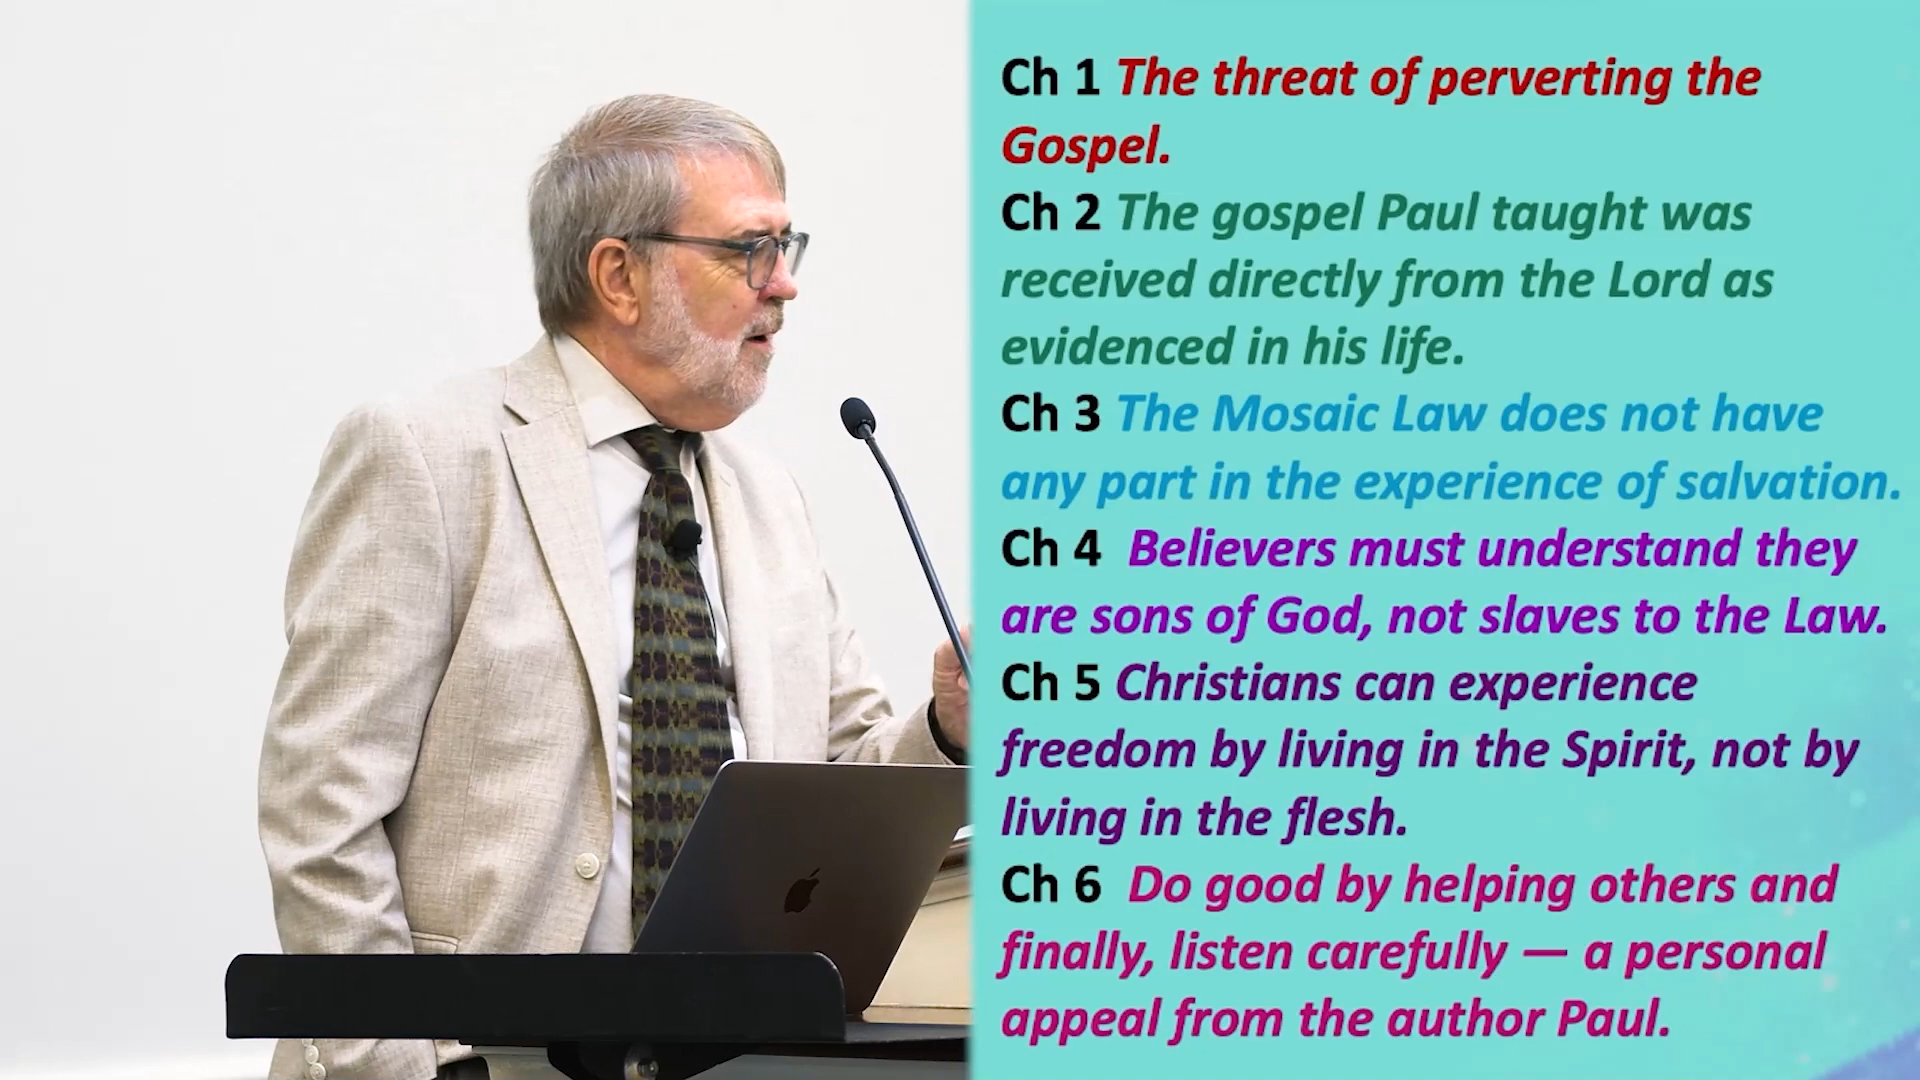 Ch 1 The threat of perverting the
Gospel.
Ch 2 The gospel Paul taught was
received directly from the Lord as
evidenced in his life.
Ch 3 The Mosaic Law does not have
any part in the experience of salvation.
Ch 4 Believers must understand they
are sons of God, not slaves to the Law.
Ch 5 Christians can experience
freedom by living in the Spirit, not by
living in the flesh.
Ch 6 Do good by helping others and
finally, listen carefully — a personal
appeal from the author Paul.